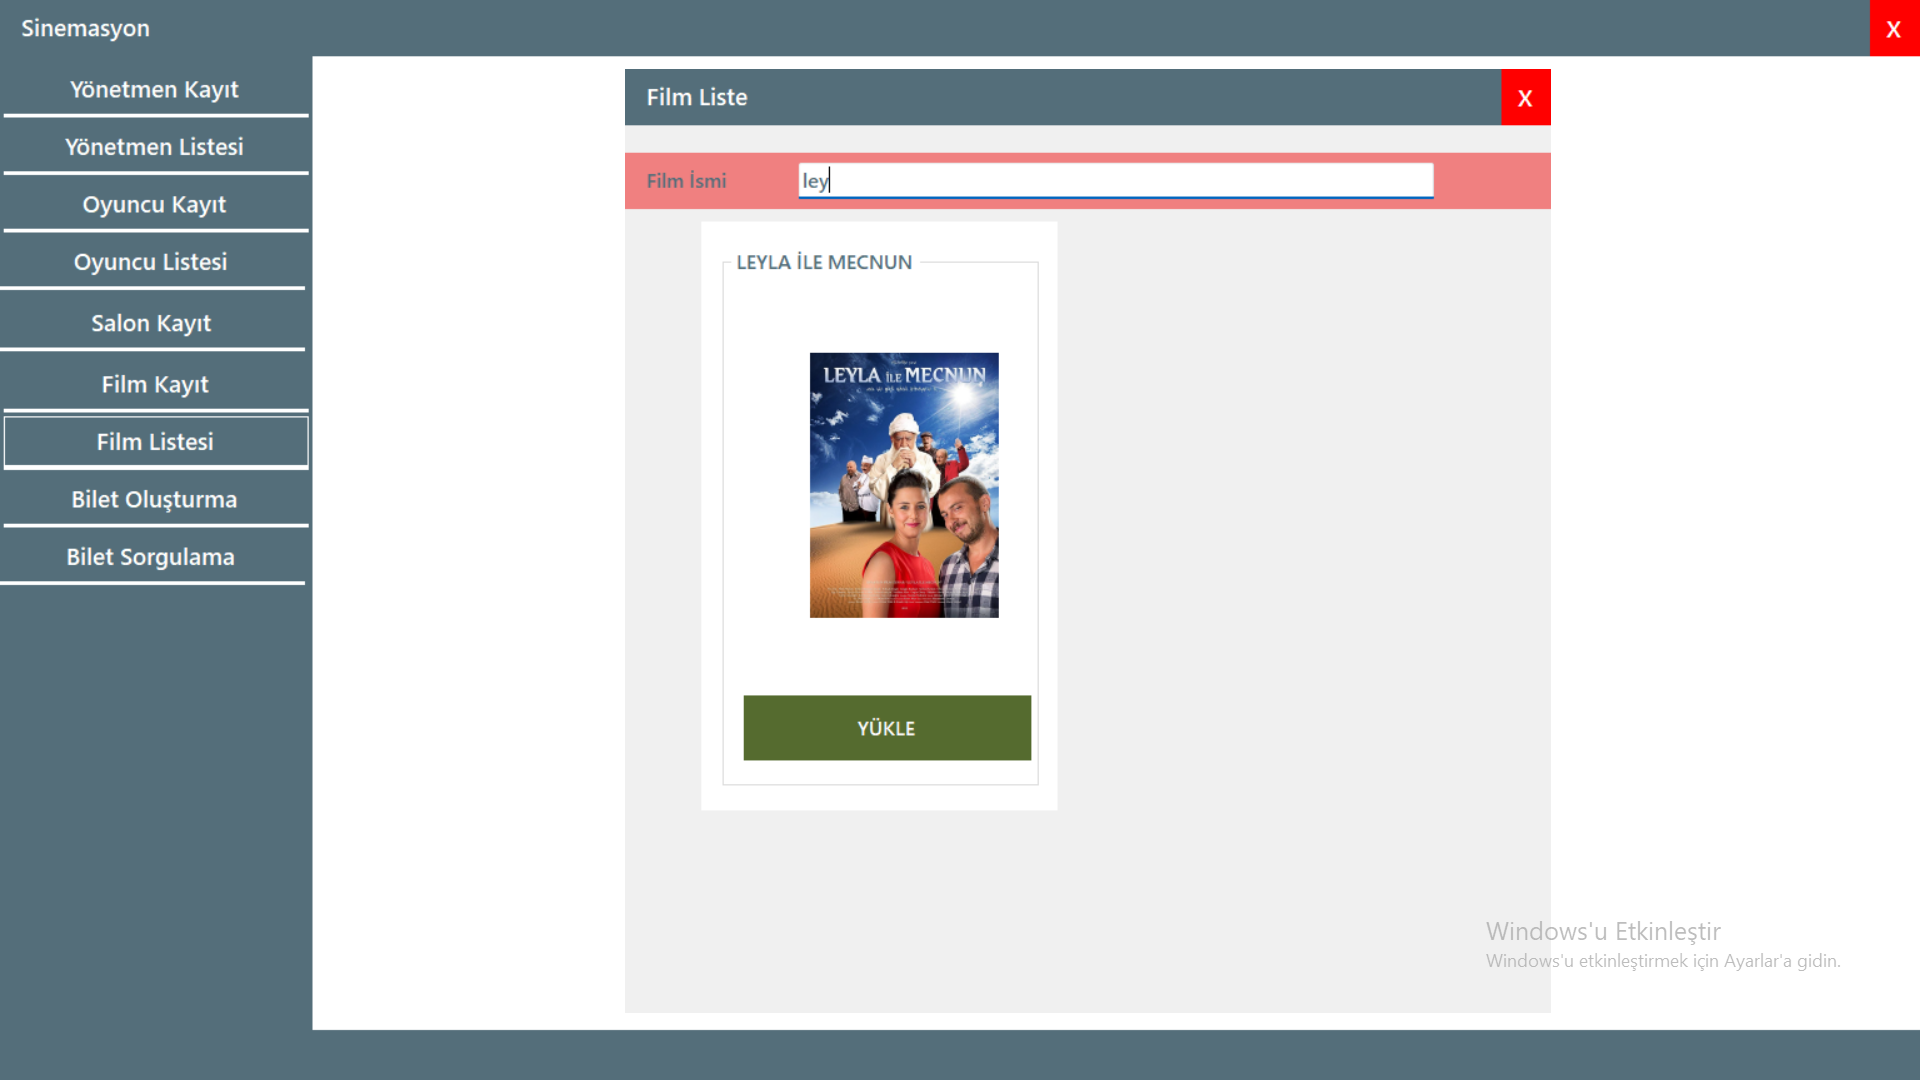 Sinemasyon
X
Yönetmen Kayıt
Yönetmen Listesi
Oyuncu Kayıt
Oyuncu Listesi
Salon Kayıt
Film Kayıt
Film Listesi
Bilet Oluşturma
Bilet Sorgulama
Film Liste
X
Film İsmi
ley
LEYLA İLE MECNUN
LEYLA İLE MECNUN
YÜKLE
Windows'u Etkinleştir
Windows'u etkinleştirmek için Ayarlar'a gidin.